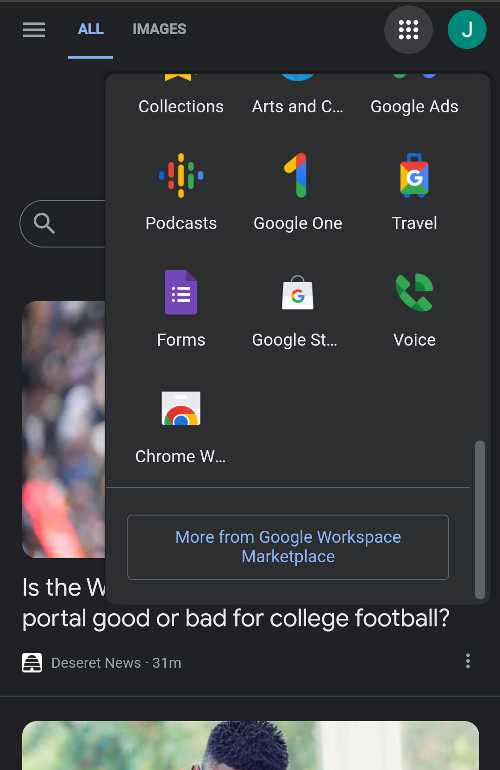 ALL IMAGES J
Collections Arts and C... Google Ads
Podcasts Google One Travel
Forms Google St... Voice
Chrome W...
More from Google Workspace
Marketplace
Is the W
portal good or bad for college football?
Deseret News · 31m